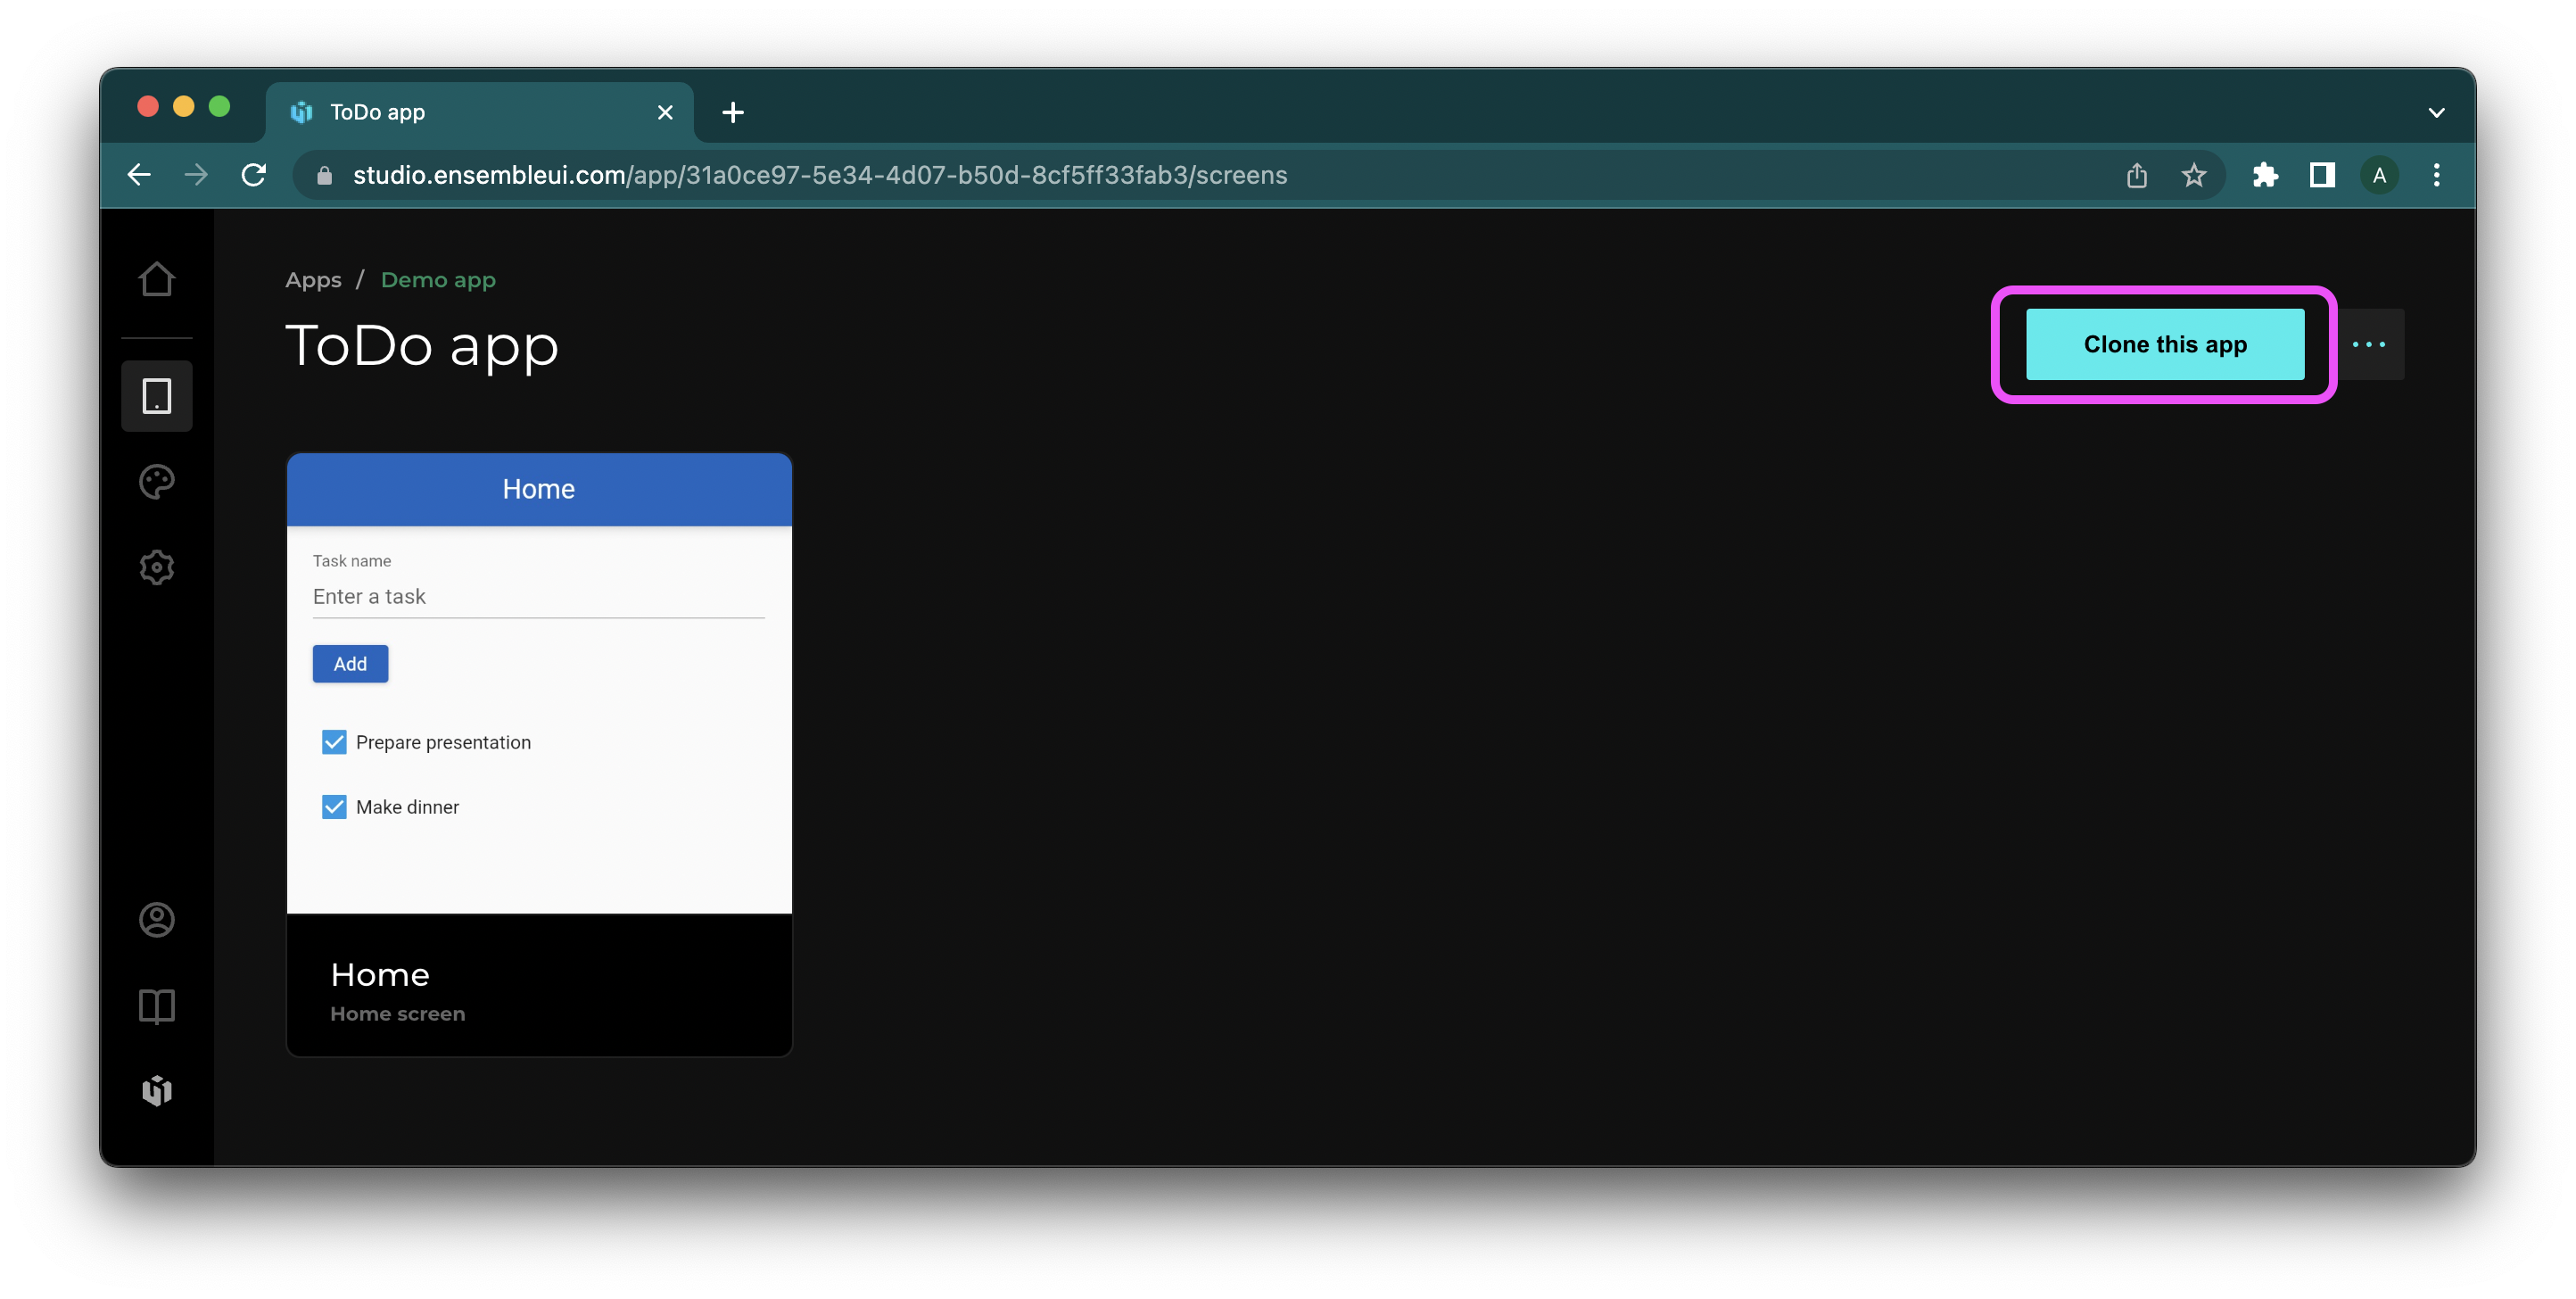 ToDo app
studio.ensembleui.com/app/31a0ce97-5e34-4d07-b50d-8cf5ff33fab3/screens
A
Apps / Demo app
ToDo app
Clone this app
Home
Task name
Enter a task
Add
Prepare presentation
Make dinner
Home
Home screen